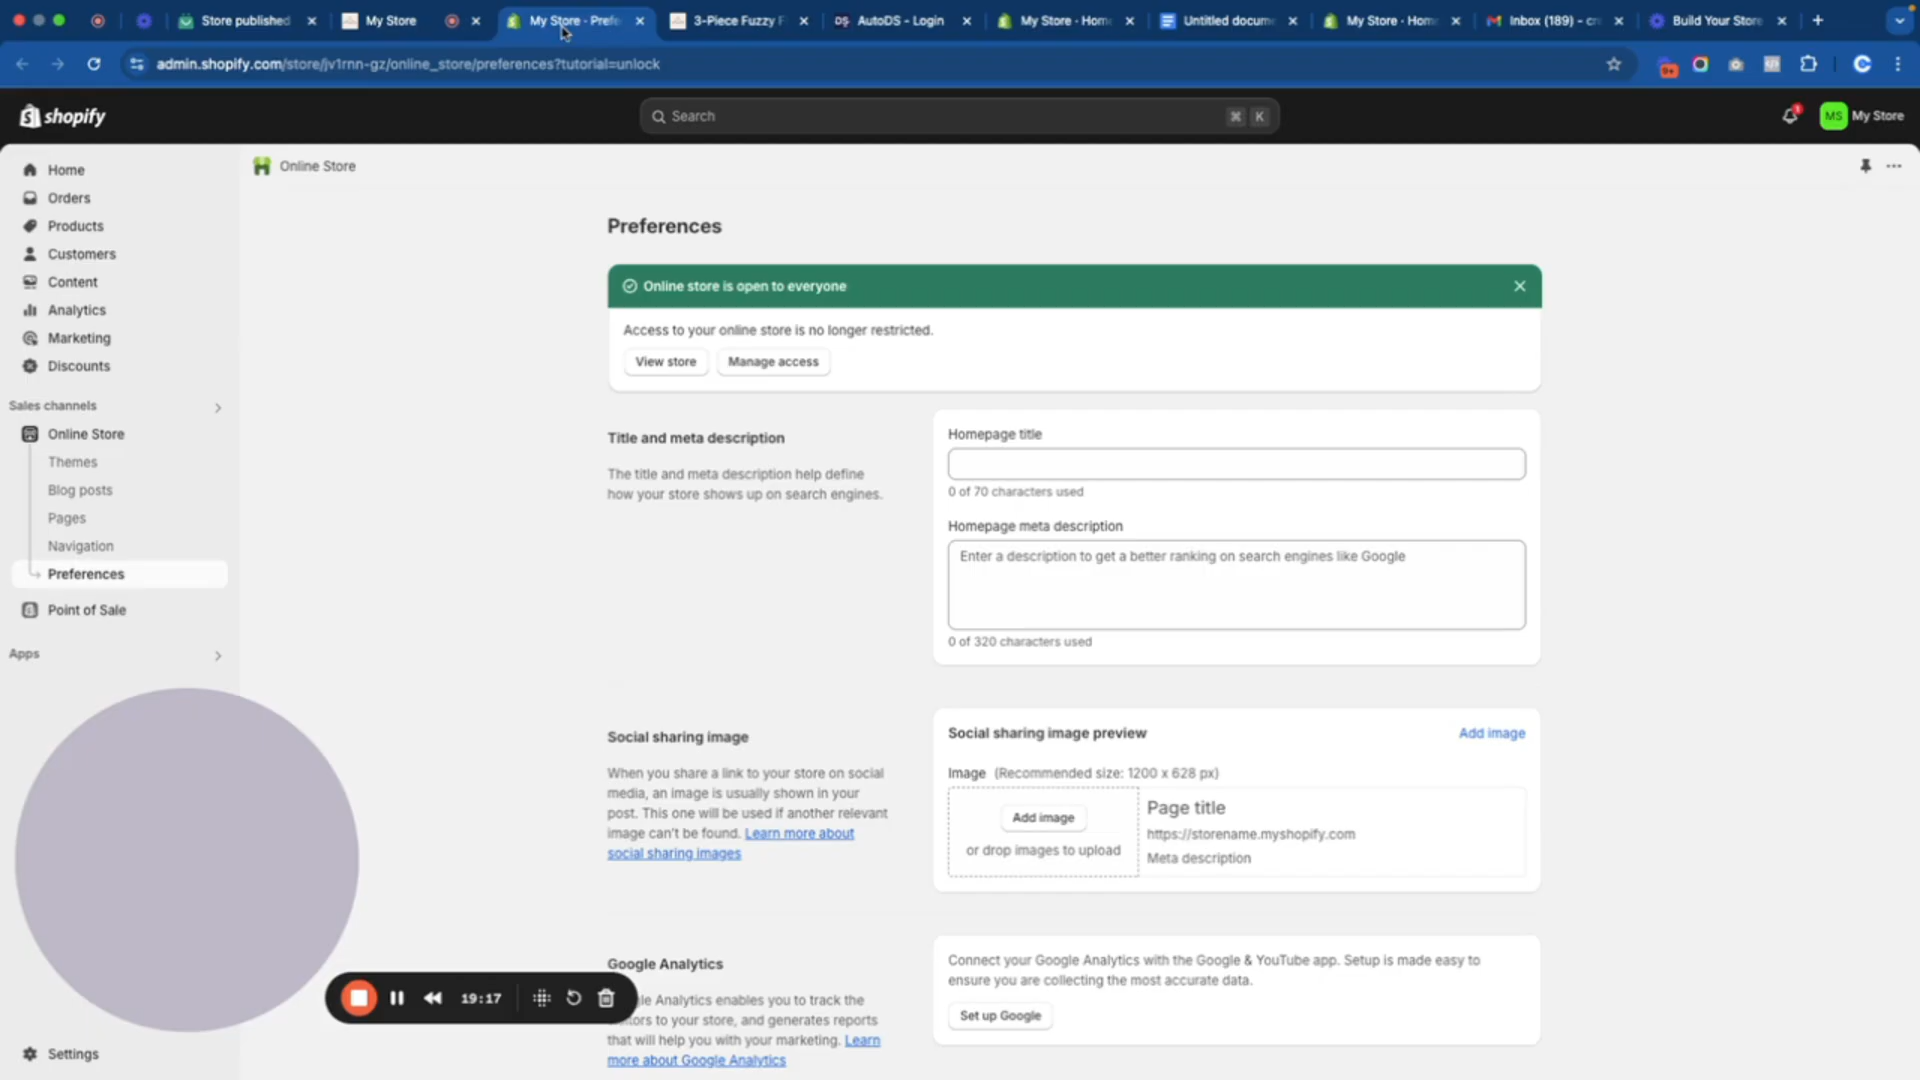 Store published
My Store
My Store - Prefe
3-Piece Fuzzy F
AutoDS - Login
My Store · Hom
Untitled docum
My Store · Hom
Inbox (189) - c
Build Your Store
admin.shopify.com/store/jv1rnn-gz/online_store/preferences?tutorial=unlock
shopify
Search
⌘ K
1
MS My Store
Home
Orders
Products
Customers
Content
Analytics
Marketing
Discounts
Sales channels
Online Store
Themes
Blog posts
Pages
Navigation
Preferences
Point of Sale
Apps
Settings
Online Store
Preferences
Online store is open to everyone
Access to your online store is no longer restricted.
View store
Manage access
Title and meta description
The title and meta description help define
how your store shows up on search engines.
Homepage title
0 of 70 characters used
Homepage meta description
Enter a description to get a better ranking on search engines like Google
0 of 320 characters used
Social sharing image
When you share a link to your store on social
media, an image is usually shown in your
post. This one will be used if another relevant
image can't be found. Learn more about
social sharing images
Social sharing image preview
Add image
Image (Recommended size: 1200 x 628 px)
Add image
or drop images to upload
Page title
https://storename.myshopify.com
Meta description
Google Analytics
le Analytics enables you to track the
itors to your store, and generates reports
that will help you with your marketing. Learn
more about Google Analytics
Connect your Google Analytics with the Google & YouTube app. Setup is made easy to
ensure you are collecting the most accurate data.
Set up Google
19:17